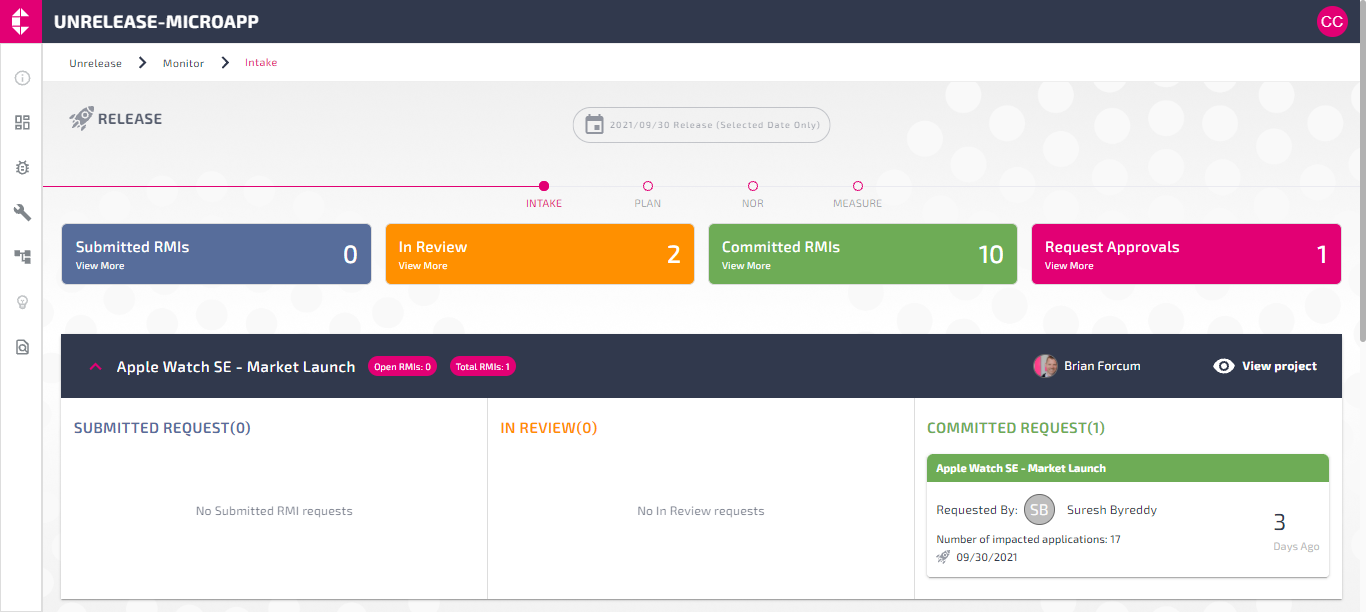 UNRELEASE-MICROAPP
CC
Unrelease
Monitor
Intake
RELEASE
2021/09/30 Release (Selected Date Only)
INTAKE
PLAN
NOR
MEASURE
Submitted RMIs
View More
0
In Review
View More
2
Committed RMIs
View More
10
Request Approvals
View More
1
Apple Watch SE - Market Launch
Open RMIs: 0
Total RMIs: 1
Brian Forcum
View project
SUBMITTED REQUEST(0)
No Submitted RMI requests
IN REVIEW(0)
No In Review requests
COMMITTED REQUEST(1)
Apple Watch SE - Market Launch
Requested By: SB Suresh Byreddy
Number of impacted applications: 17
09/30/2021
3
Days Ago